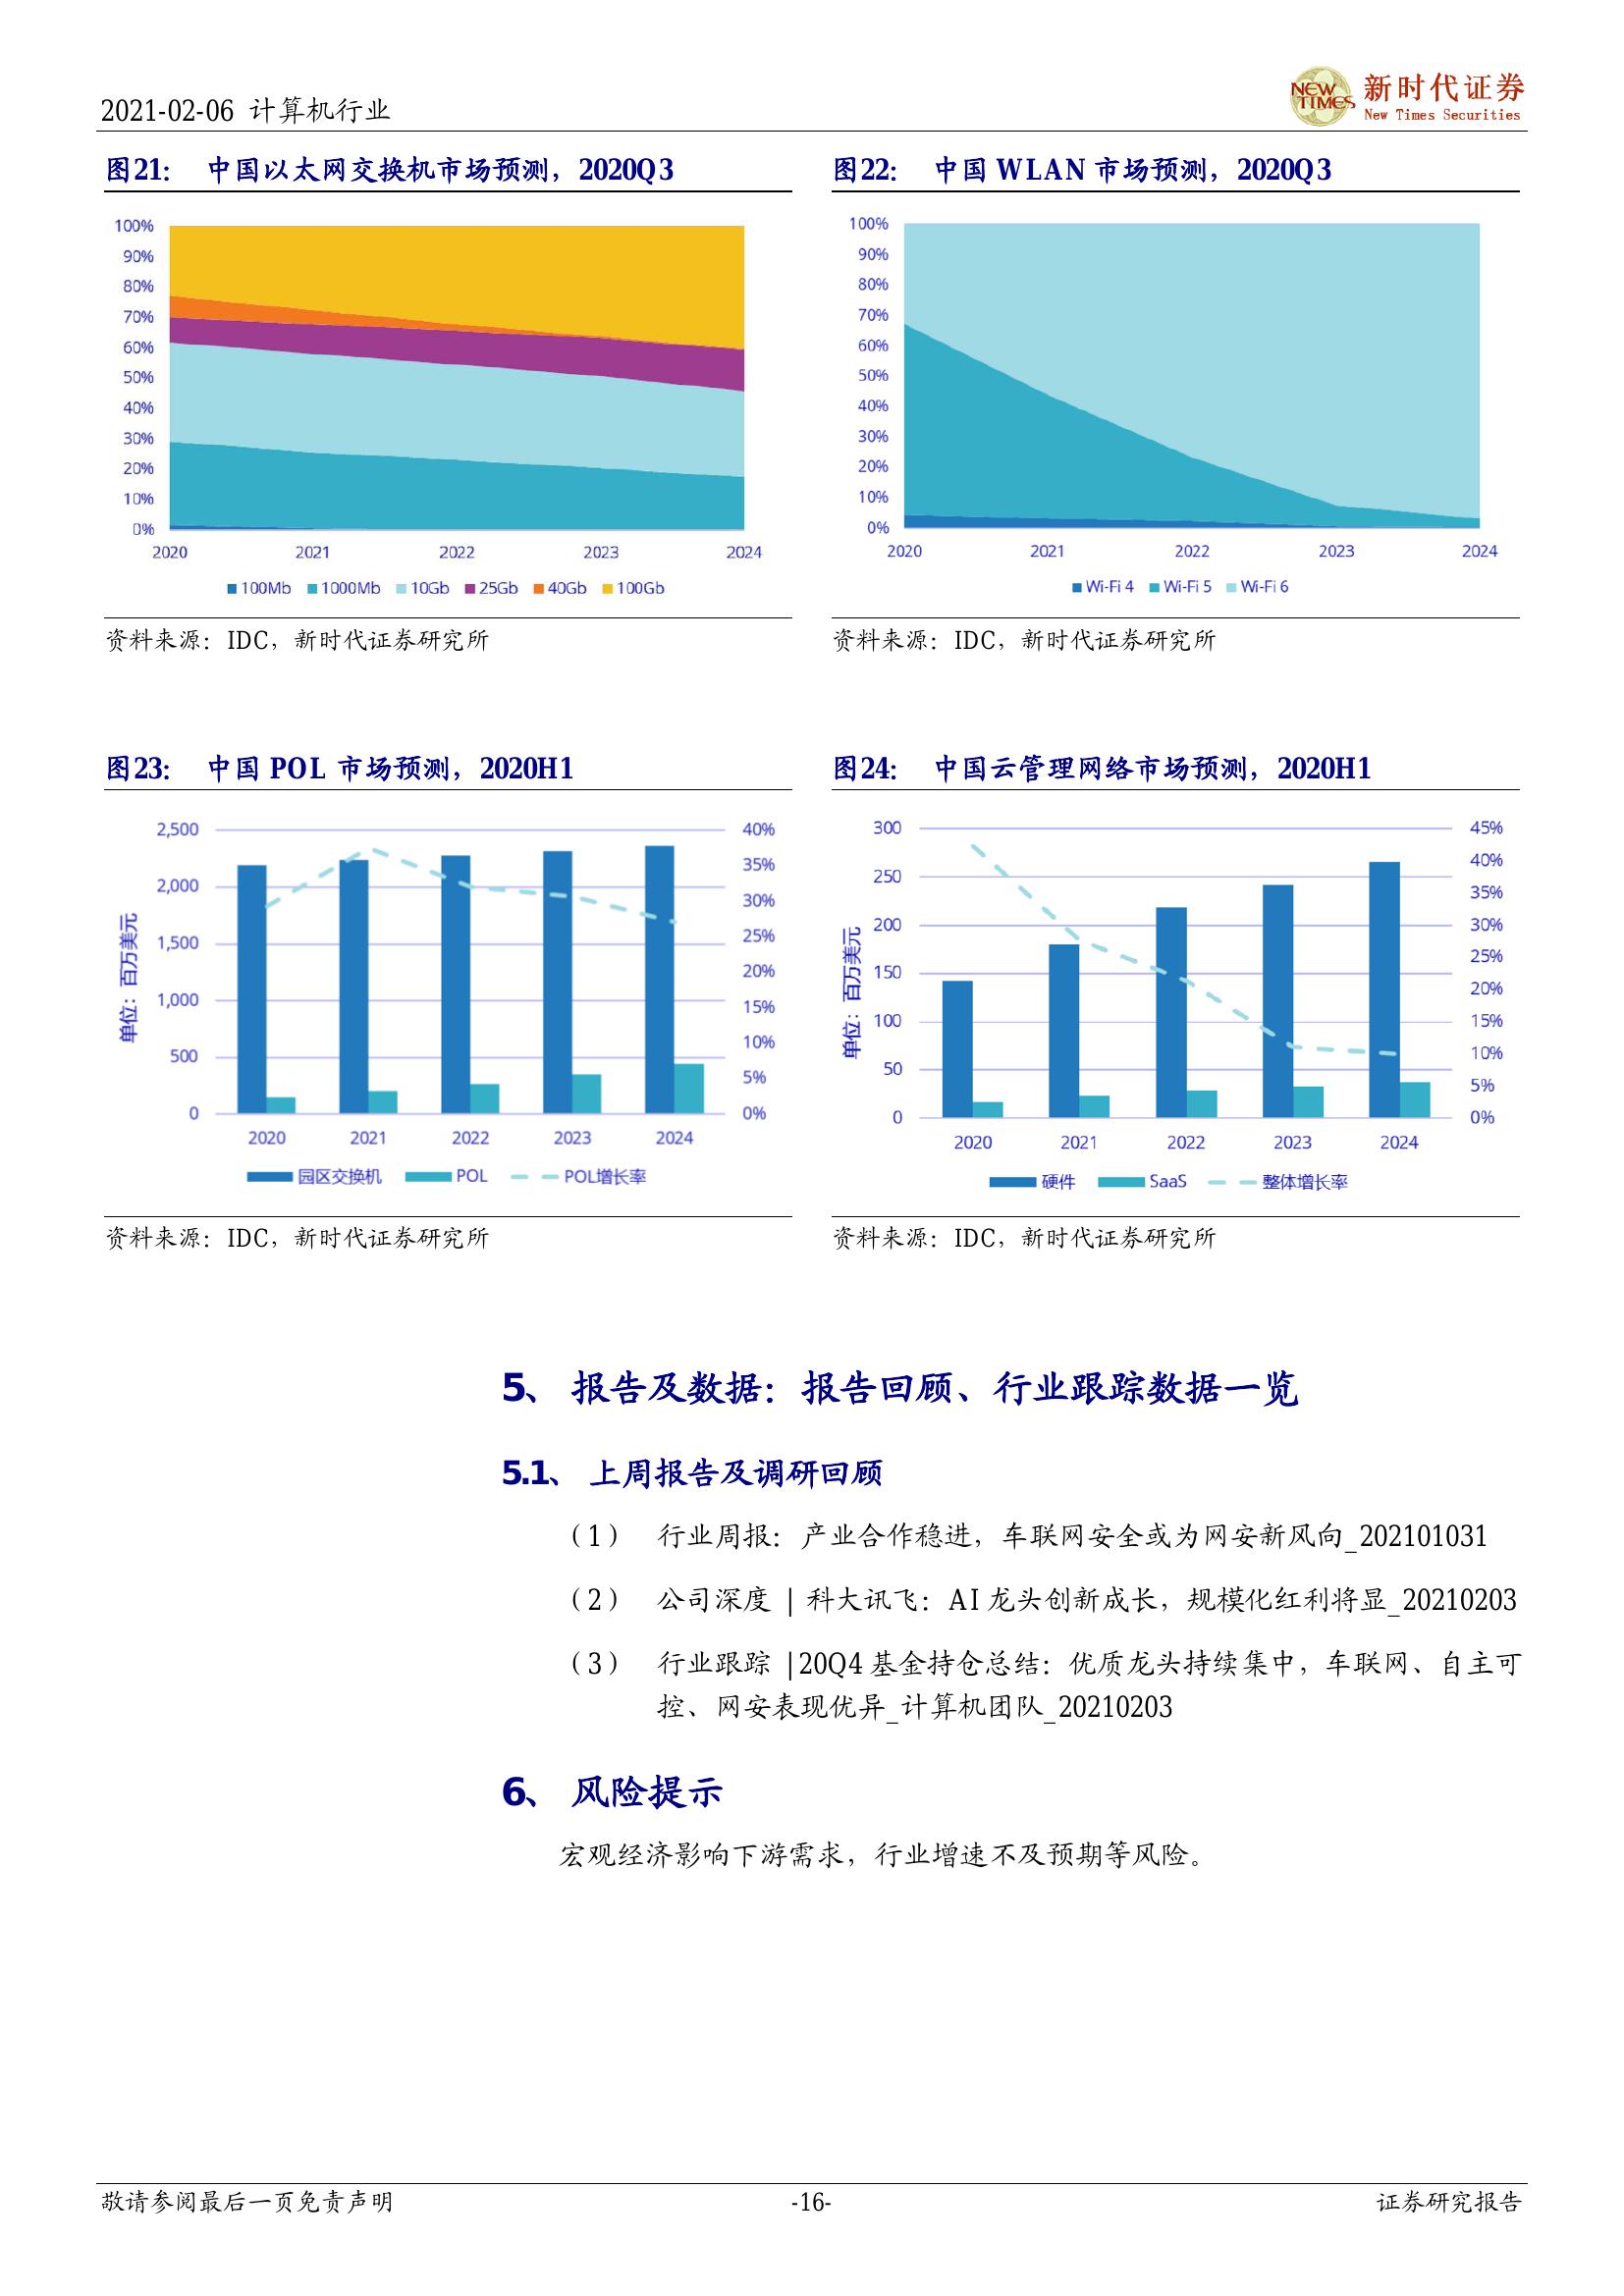 2021-02-06 计算机行业
NEW TIMES
新时代证券
New Times Securities
图21： 中国以太网交换机市场预测，2020Q3
100%
90%
80%
70%
60%
50%
40%
30%
20%
10%
0%
2020 2021 2022 2023 2024
100Mb 1000Mb 10Gb 25Gb 40Gb 100Gb
资料来源：IDC，新时代证券研究所
图22： 中国 WLAN 市场预测，2020Q3
100%
90%
80%
70%
60%
50%
40%
30%
20%
10%
0%
2020 2021 2022 2023 2024
Wi-Fi 4 Wi-Fi 5 Wi-Fi 6
资料来源：IDC，新时代证券研究所
图23： 中国 POL 市场预测，2020H1
单位：百万美元
2,500
2,000
1,500
1,000
500
0
40%
35%
30%
25%
20%
15%
10%
5%
0%
2020 2021 2022 2023 2024
园区交换机 POL POL增长率
资料来源：IDC，新时代证券研究所
图24： 中国云管理网络市场预测，2020H1
单位：百万美元
300
250
200
150
100
50
0
45%
40%
35%
30%
25%
20%
15%
10%
5%
0%
2020 2021 2022 2023 2024
硬件 SaaS 整体增长率
资料来源：IDC，新时代证券研究所
5、 报告及数据：报告回顾、行业跟踪数据一览
5.1、 上周报告及调研回顾
（1） 行业周报：产业合作稳进，车联网安全或为网安新风向_202101031
（2） 公司深度 | 科大讯飞：AI 龙头创新成长，规模化红利将显_20210203
（3） 行业跟踪 |20Q4 基金持仓总结：优质龙头持续集中，车联网、自主可
控、网安表现优异_计算机团队_20210203
6、 风险提示
宏观经济影响下游需求，行业增速不及预期等风险。
敬请参阅最后一页免责声明 -16- 证券研究报告